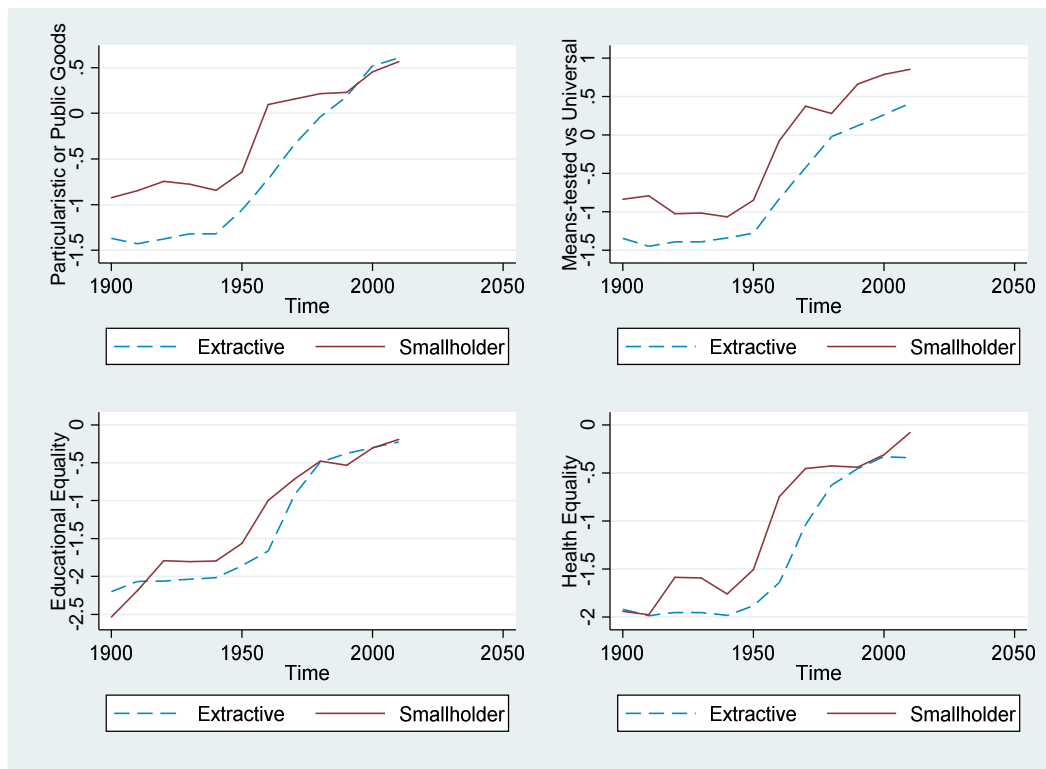 Particularistic or Public Goods
.5
0
-.5
-1
-1.5
1900 1950 2000 2050
Time
Extractive Smallholder
Means-tested vs Universal
1
.5
0
-.5
-1
-1.5
1900 1950 2000 2050
Time
Extractive Smallholder
Educational Equality
0
-.5
-1
-1.5
-2
-2.5
1900 1950 2000 2050
Time
Extractive Smallholder
Health Equality
0
-.5
-1
-1.5
-2
1900 1950 2000 2050
Time
Extractive Smallholder